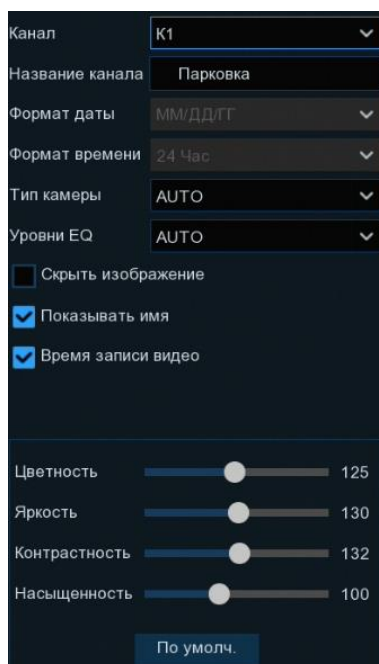 Канал К1
Название канала Парковка
Формат даты ММ/ДД/ГГ
Формат времени 24 Час
Тип камеры AUTO
Уровни EQ AUTO
Скрыть изображение
Показывать имя
Время записи видео
Цветность 125
Яркость 130
Контрастность 132
Насыщенность 100
По умолч.